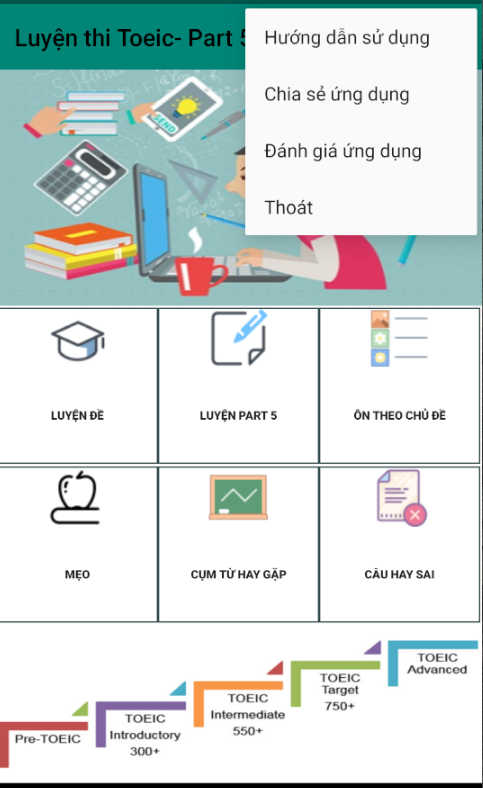 Luyện thi Toeic- Part 5
Hướng dẫn sử dụng
Chia sẻ ứng dụng
Đánh giá ứng dụng
Thoát
SEND
LUYỆN ĐỀ
LUYỆN PART 5
ÔN THEO CHỦ ĐỀ
MẸO
CỤM TỪ HAY GẶP
CÂU HAY SAI
Pre-TOEIC
TOEIC
Introductory
300+
TOEIC
Intermediate
550+
TOEIC
Target
750+
TOEIC
Advanced